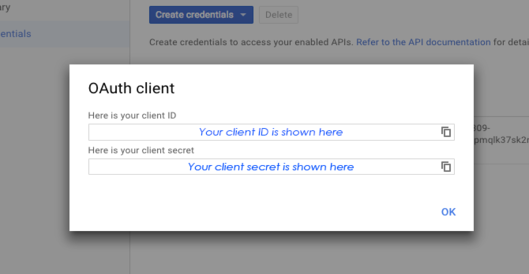 ary
Create credentials Delete
entials
Create credentials to access your enabled APIs. Refer to the API documentation for detai
OAuth client
Here is your client ID
Your client ID is shown here
Here is your client secret
Your client secret is shown here
OK
l09-
pmqlk37sk2r